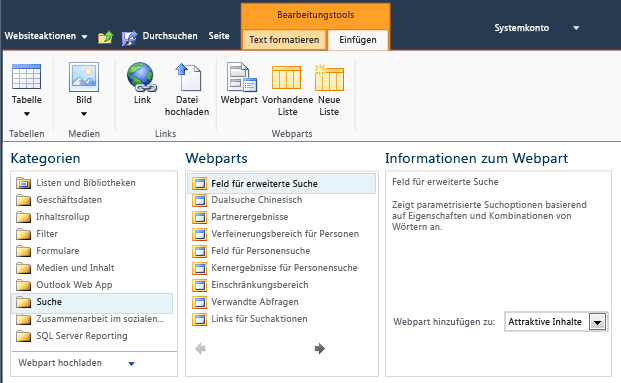 Bearbeitungstools
Systemkonto
Websiteaktionen Durchsuchen Seite Text formatieren Einfügen
Tabelle Bild Link Datei hochladen Webpart Vorhandene Liste Neue Liste
Tabellen Medien Links Webparts
Kategorien
Listen und Bibliotheken
Geschäftsdaten
Inhaltsrollup
Filter
Formulare
Medien und Inhalt
Outlook Web App
Suche
Zusammenarbeit im sozialen...
SQL Server Reporting
Webpart hochladen
Webparts
Feld für erweiterte Suche
Dualsuche Chinesisch
Partnerergebnisse
Verfeinerungsbereich für Personen
Feld für Personensuche
Kernergebnisse für Personensuche
Einschränkungsbereich
Verwandte Abfragen
Links für Suchaktionen
Informationen zum Webpart
Feld für erweiterte Suche
Zeigt parametrisierte Suchoptionen basierend
auf Eigenschaften und Kombinationen von
Wörtern an.
Webpart hinzufügen zu: Attraktive Inhalte